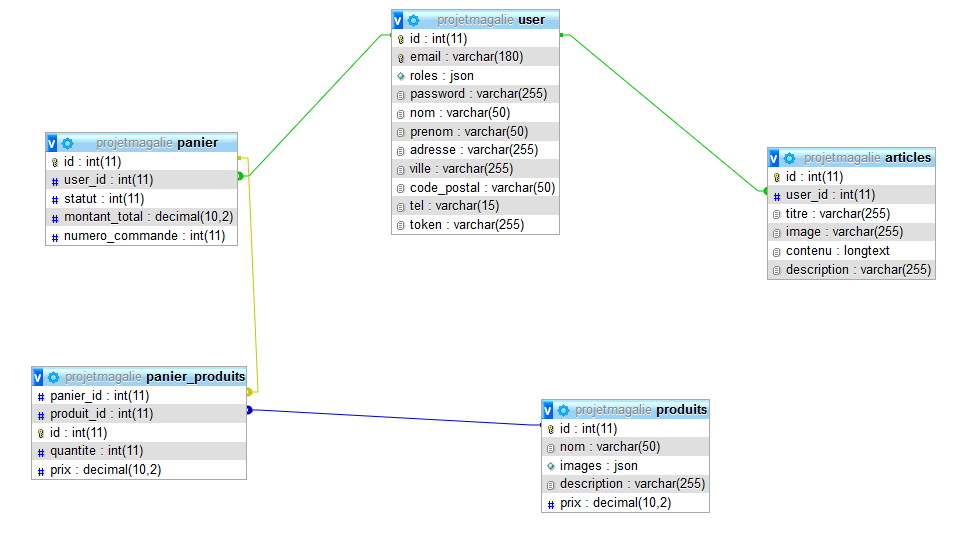 v projetmagalie user
id : int(11)
email : varchar(180)
roles : json
password : varchar(255)
nom : varchar(50)
prenom : varchar(50)
adresse : varchar(255)
ville : varchar(255)
code_postal : varchar(50)
tel : varchar(15)
token : varchar(255)
v projetmagalie panier
id : int(11)
# user_id : int(11)
# statut : int(11)
# montant_total : decimal(10,2)
# numero_commande : int(11)
v projetmagalie articles
id : int(11)
# user_id : int(11)
titre : varchar(255)
image : varchar(255)
contenu : longtext
description : varchar(255)
v projetmagalie panier_produits
# panier_id : int(11)
# produit_id : int(11)
id : int(11)
# quantite : int(11)
# prix : decimal(10,2)
v projetmagalie produits
id : int(11)
nom : varchar(50)
images : json
description : varchar(255)
# prix : decimal(10,2)